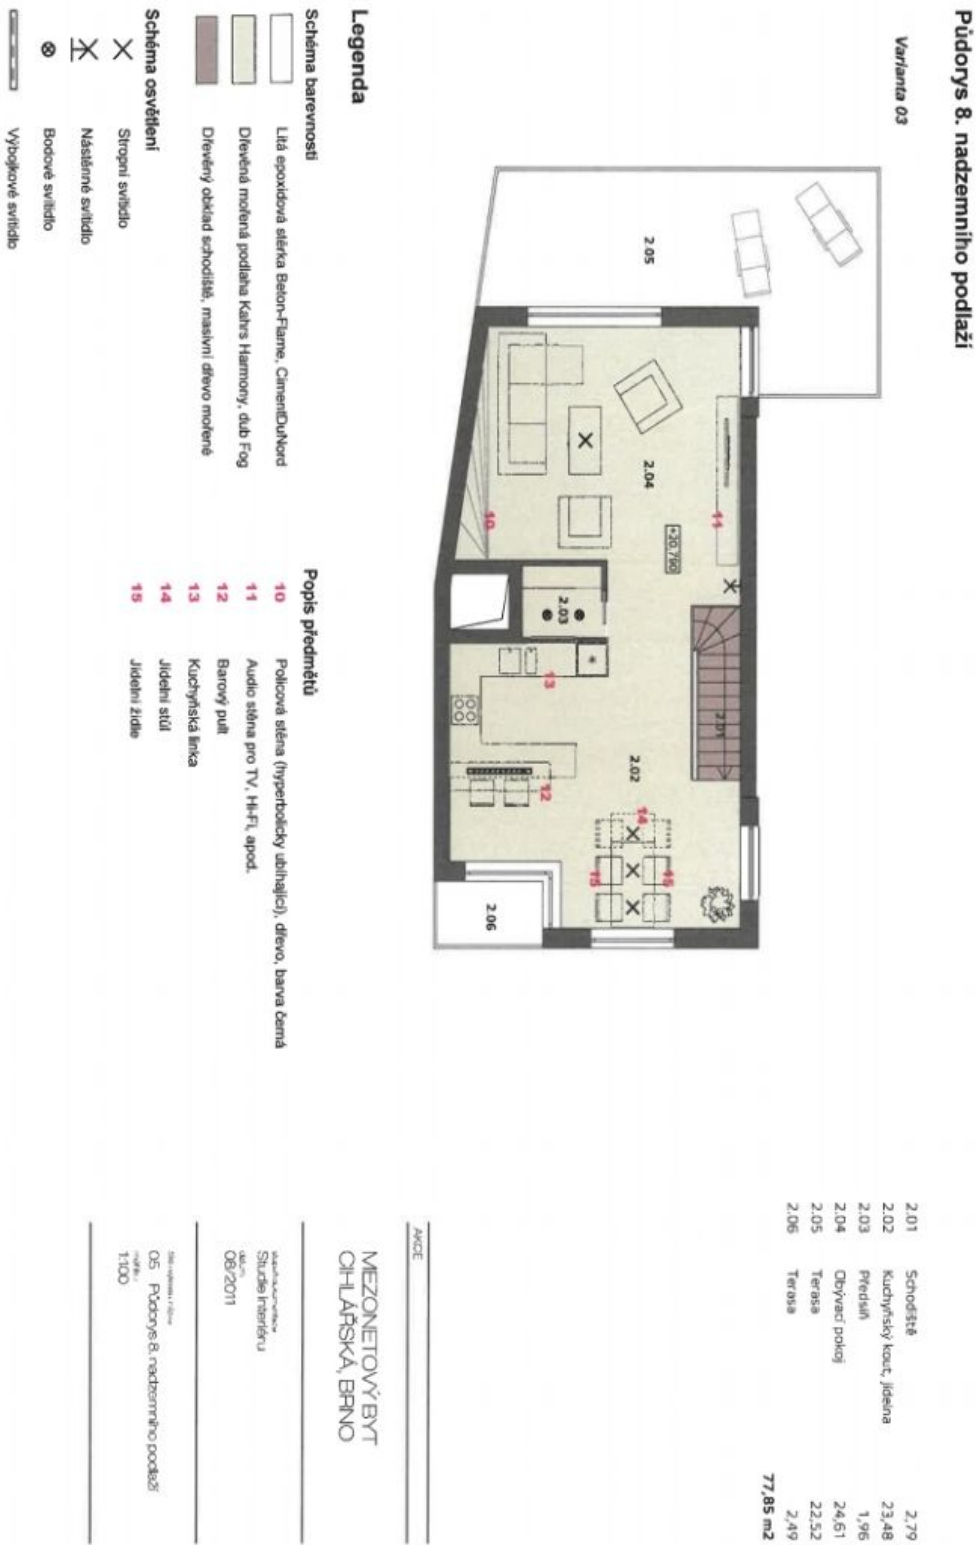 Půdorys 8. nadzemního podlaží
Varianta 03
2.05
2.04
+20,790
11
10
2.03
13
2.01
2.02
12
14
15
15
2.06
2.01 Schodiště 2,79
2.02 Kuchyňský kout, jídelna 23,48
2.03 Předsíň 1,96
2.04 Obývací pokoj 24,61
2.05 Terasa 22,52
2.06 Terasa 2,49
77,85 m2
Legenda
Schéma barevnosti
Litá epoxidová stěrka Beton-Flame, CimentDuNord
Dřevěná mořená podlaha Kahrs Harmony, dub Fog
Dřevěný obklad schodiště, masivní dřevo mořené
Schéma osvětlení
Stropní svítidlo
Nástěnné svítidlo
Bodové svítidlo
Výbojkové svítidlo
Popis předmětů
10 Policová stěna (hyperbolicky ubíhající), dřevo, barva černá
11 Audio stěna pro TV, Hi-Fi, apod.
12 Barový pult
13 Kuchyňská linka
14 Jídelní stůl
15 Jídelní židle
AKCE
MEZONETOVÝ BYT
CIHLÁŘSKÁ, BRNO
Studie interiéru
datum
08/2011
05 Půdorys 8. nadzemního podlaží
1:100